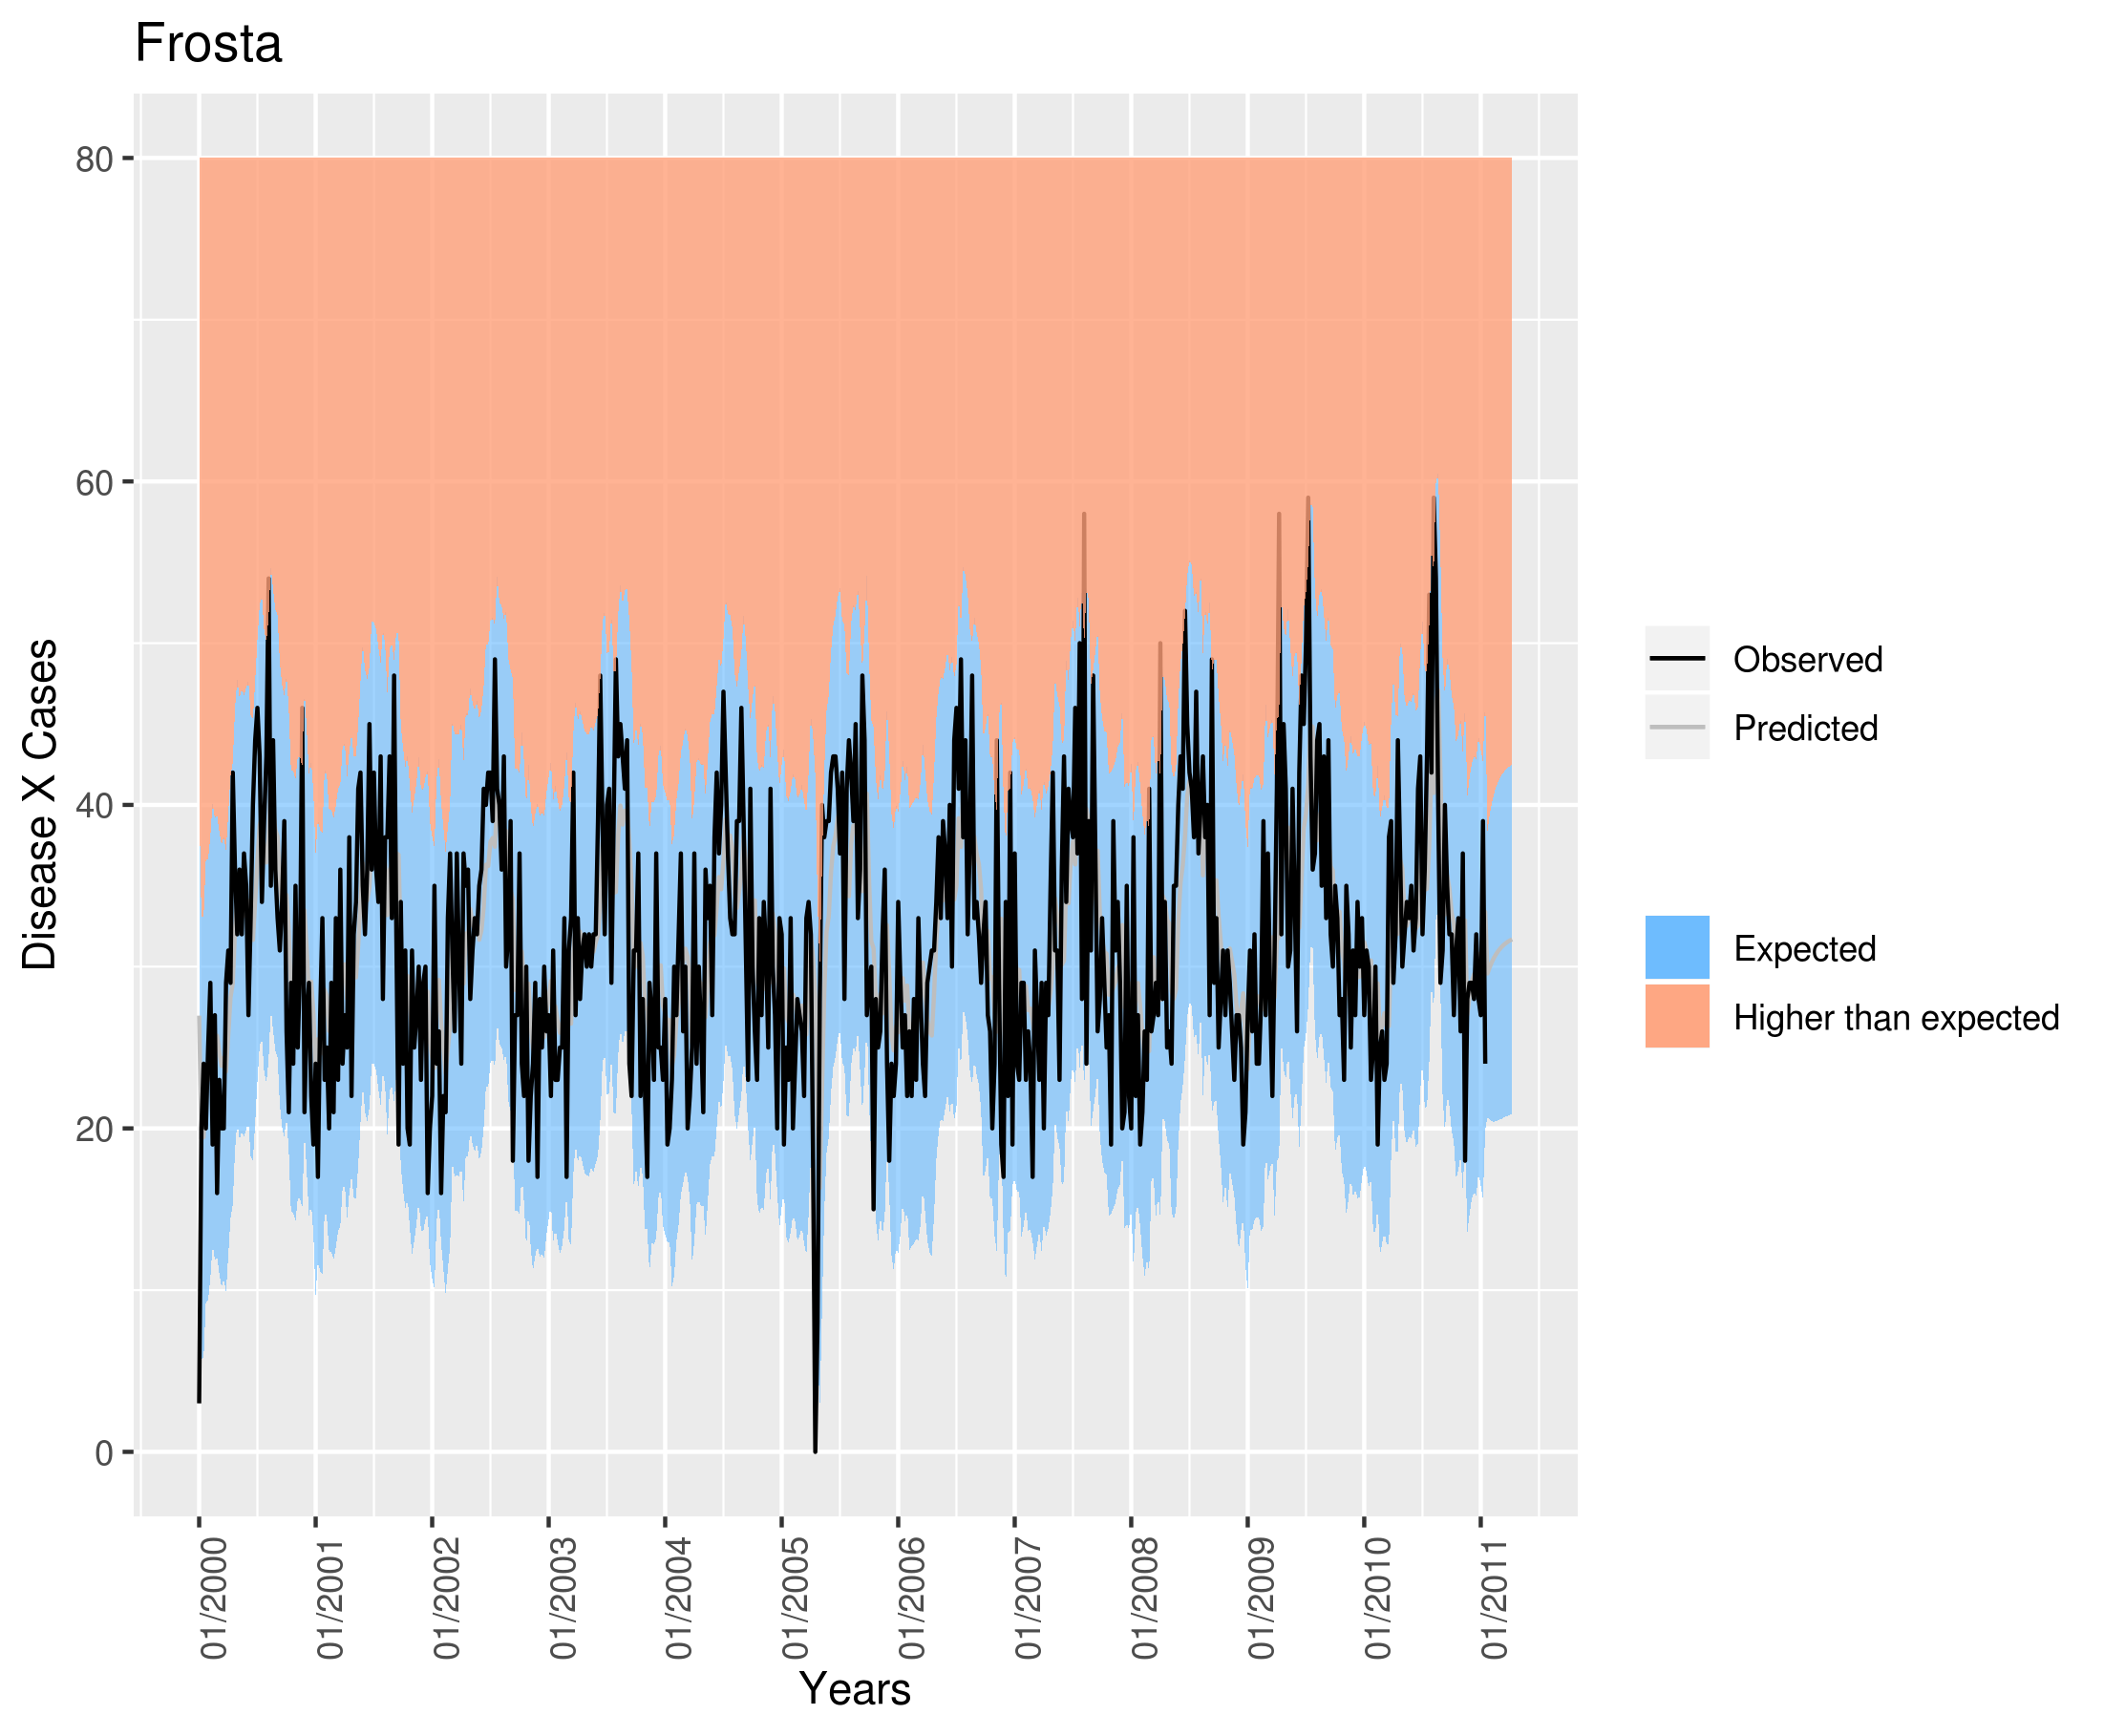 Frosta
Disease X Cases
80
60
40
20
0
01/2000
01/2001
01/2002
01/2003
01/2004
01/2005
01/2006
01/2007
01/2008
01/2009
01/2010
01/2011
Years
Observed
Predicted
Expected
Higher than expected